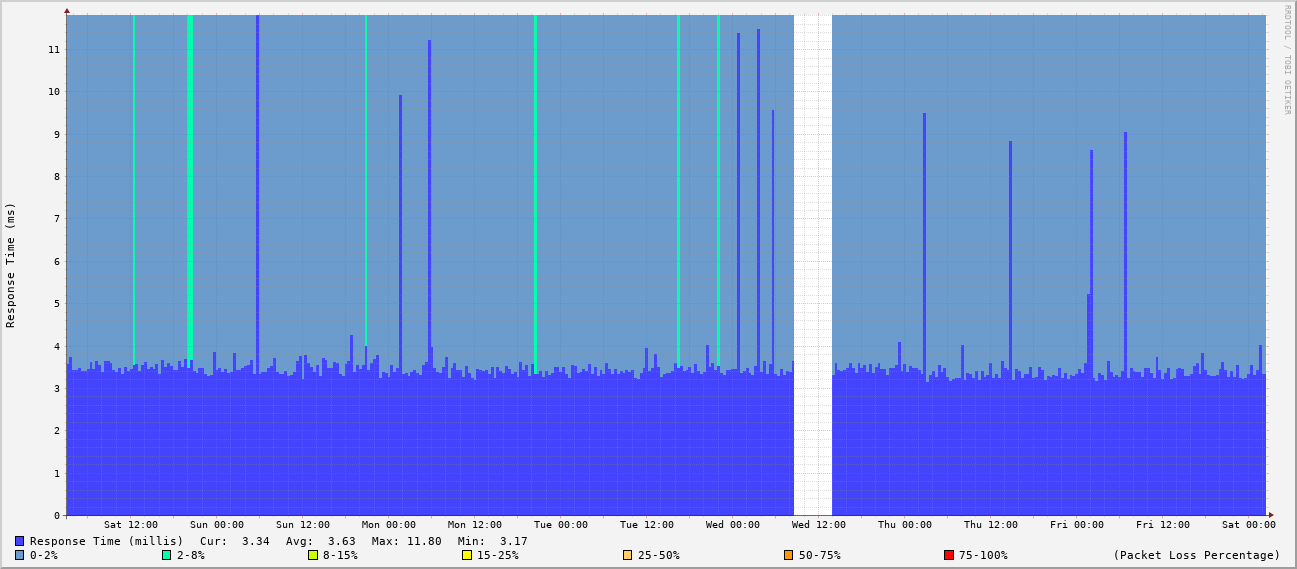 RRDTOOL / TOBI OETIKER
Response Time (ms)
11
10
9
8
7
6
5
4
3
2
1
0
Sat 12:00 Sun 00:00 Sun 12:00 Mon 00:00 Mon 12:00 Tue 00:00 Tue 12:00 Wed 00:00 Wed 12:00 Thu 00:00 Thu 12:00 Fri 00:00 Fri 12:00 Sat 00:00
Response Time (millis) Cur: 3.34 Avg: 3.63 Max: 11.80 Min: 3.17
0-2% 2-8% 8-15% 15-25% 25-50% 50-75% 75-100% (Packet Loss Percentage)